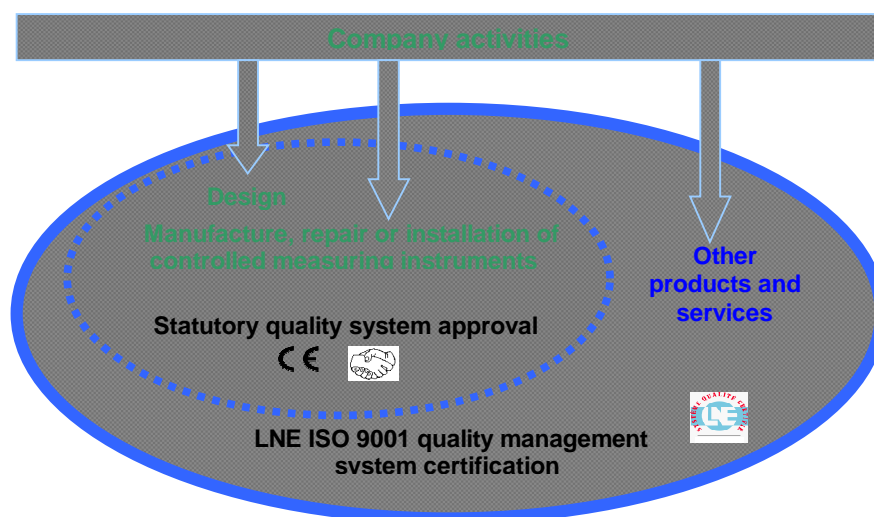 Company activities
Design
Manufacture, repair or installation of
controlled measuring instruments
Other
products and
services
Statutory quality system approval
CE
LNE
LNE ISO 9001 quality management
system certification